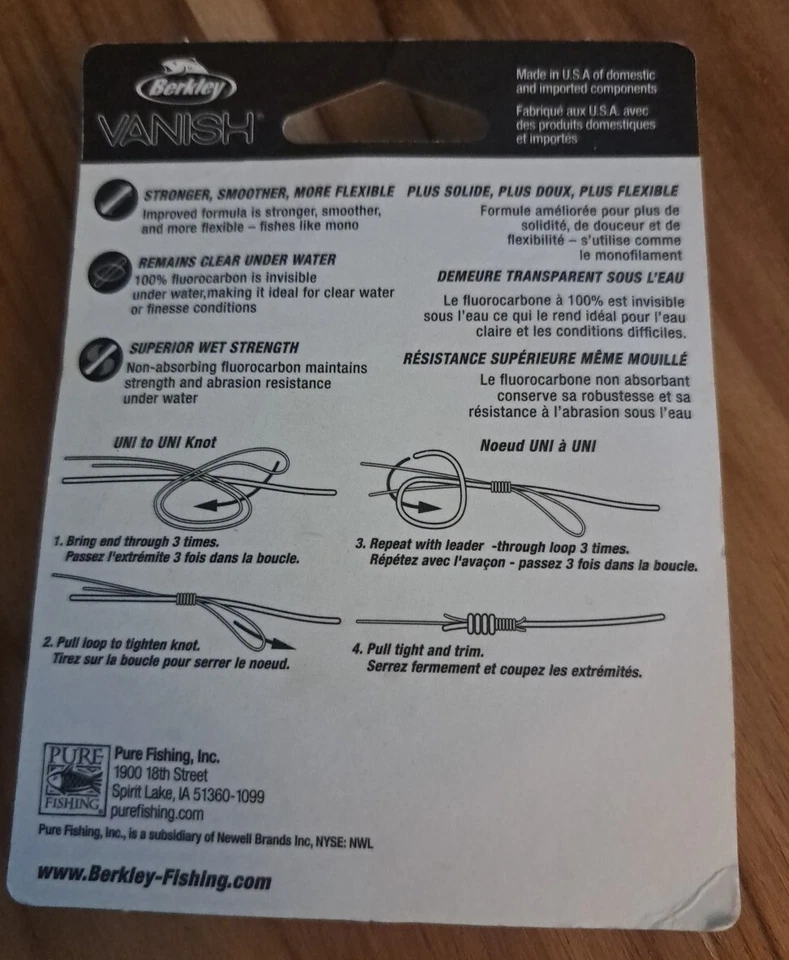 Berkley
VANISH
Made in U.S.A of domestic
and imported components
Fabriqué aux U.S.A. avec
des produits domestiques
et importés
STRONGER, SMOOTHER, MORE FLEXIBLE
Improved formula is stronger, smoother,
and more flexible – fishes like mono
REMAINS CLEAR UNDER WATER
100% fluorocarbon is invisible
under water,making it ideal for clear water
or finesse conditions
SUPERIOR WET STRENGTH
Non-absorbing fluorocarbon maintains
strength and abrasion resistance
under water
PLUS SOLIDE, PLUS DOUX, PLUS FLEXIBLE
Formule améliorée pour plus de
solidité, de douceur et de
flexibilité – s'utilise comme
le monofilament
DEMEURE TRANSPARENT SOUS L'EAU
Le fluorocarbone à 100% est invisible
sous l'eau ce qui le rend idéal pour l'eau
claire et les conditions difficiles.
RÉSISTANCE SUPÉRIEURE MÊME MOUILLÉ
Le fluorocarbone non absorbant
conserve sa robustesse et sa
résistance à l'abrasion sous l'eau
UNI to UNI Knot
Noeud UNI à UNI
1. Bring end through 3 times.
Passez l'extrémite 3 fois dans la boucle.
2. Pull loop to tighten knot.
Tirez sur la boucle pour serrer le noeud.
3. Repeat with leader -through loop 3 times.
Répétez avec l'avaçon - passez 3 fois dans la boucle.
4. Pull tight and trim.
Serrez fermement et coupez les extrémités.
PURE
FISHING
Pure Fishing, Inc.
1900 18th Street
Spirit Lake, IA 51360-1099
purefishing.com
Pure Fishing, Inc., is a subsidiary of Newell Brands Inc, NYSE: NWL
www.Berkley-Fishing.com